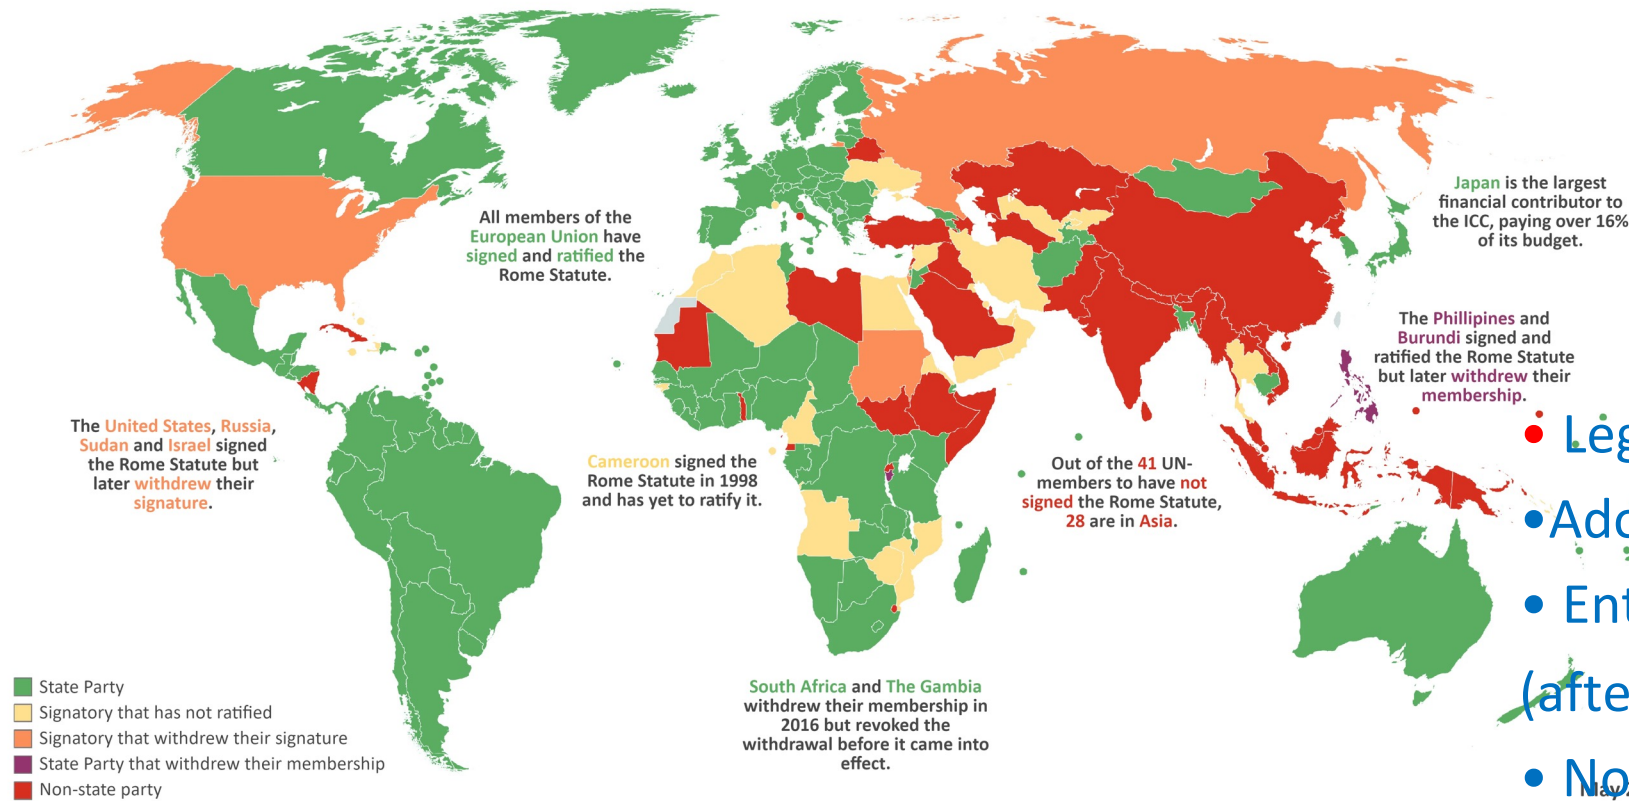 All members of the
European Union have
signed and ratified the
Rome Statute.
Japan is the largest
financial contributor to
the ICC, paying over 16%
of its budget.
The Phillipines and
Burundi signed and
ratified the Rome Statute
but later withdrew their
membership.
The United States, Russia,
Sudan and Israel signed
the Rome Statute but
later withdrew their
signature.
Cameroon signed the
Rome Statute in 1998
and has yet to ratify it.
Out of the 41 UN-
members to have not
signed the Rome Statute,
28 are in Asia.
South Africa and The Gambia
withdrew their membership in
2016 but revoked the
withdrawal before it came into
effect.
State Party
Signatory that has not ratified
Signatory that withdrew their signature
State Party that withdrew their membership
Non-state party
• Leg
•Ado
• Ent
(afte
• No